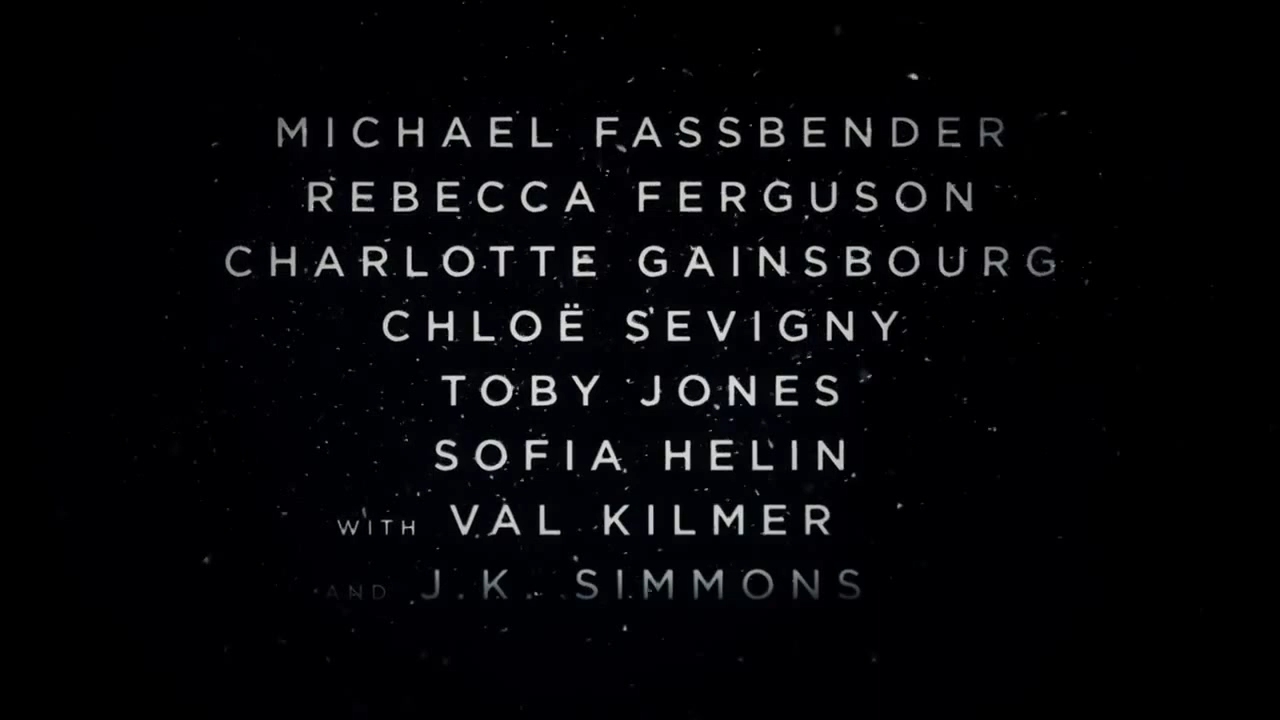 MICHAEL FASSBENDER
REBECCA FERGUSON
CHARLOTTE GAINSBOURG
CHLOË SEVIGNY
TOBY JONES
SOFIA HELIN
WITH VAL KILMER
AND J.K. SIMMONS